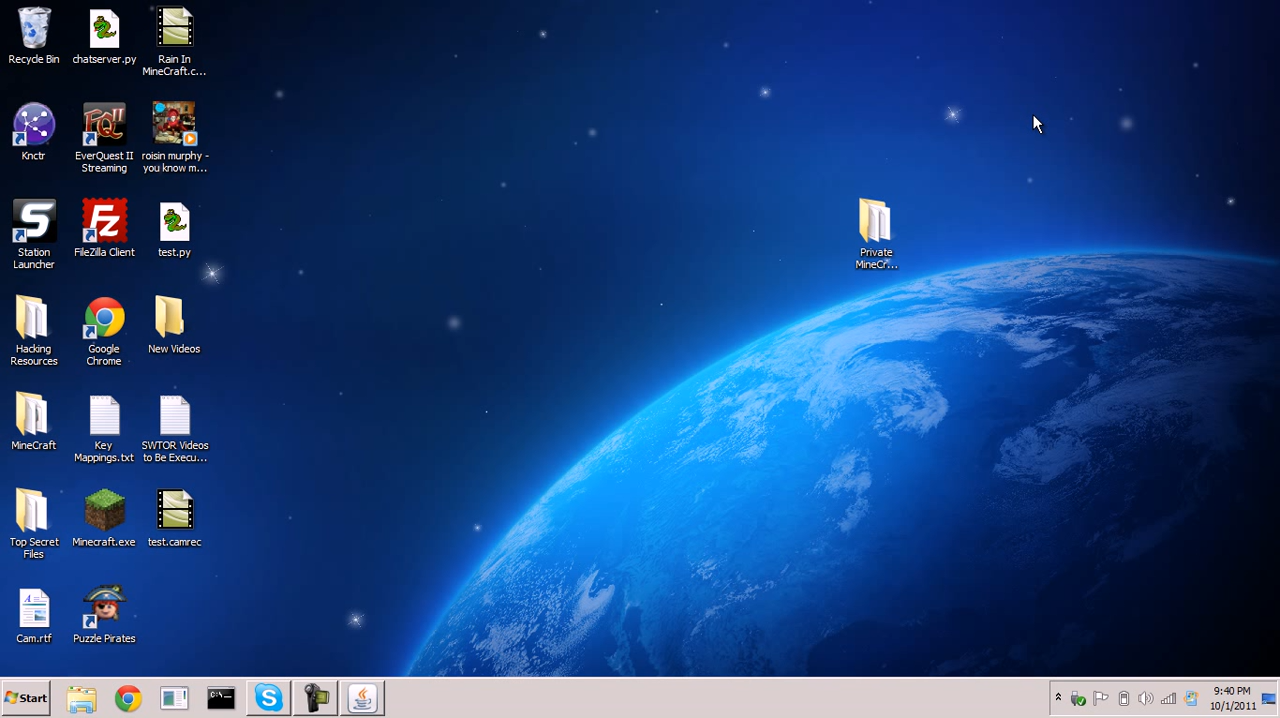 Recycle Bin
chatserver.py
Rain In
MineCraft.c...
Knctr
EverQuest II
Streaming
roisin murphy -
you know m...
Station
Launcher
FileZilla Client
test.py
Private
MineCr...
Hacking
Resources
Google
Chrome
New Videos
MineCraft
Key
Mappings.txt
SWTOR Videos
to Be Execu...
Top Secret
Files
Minecraft.exe
test.camrec
Cam.rtf
Puzzle Pirates
Start
9:40 PM
10/1/2011